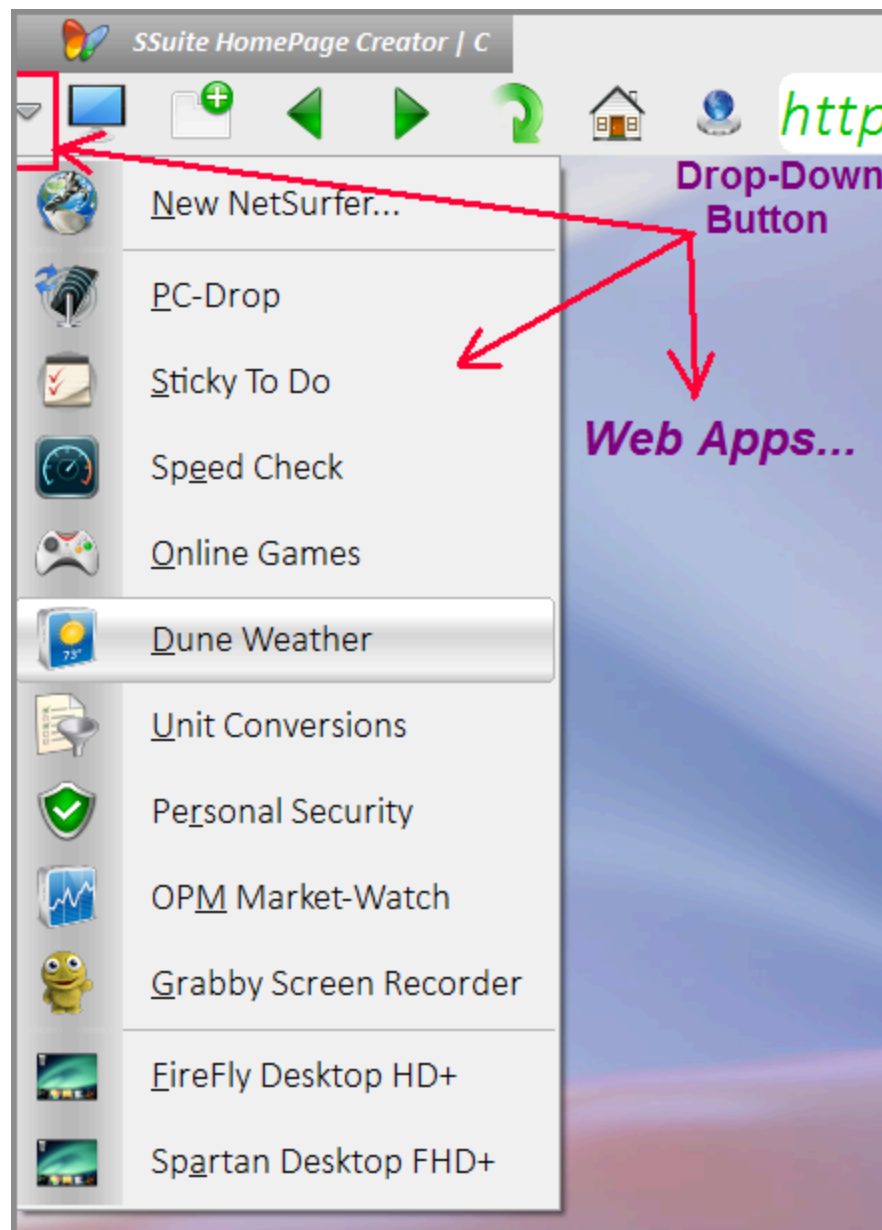 SSuite HomePage Creator | C
http
Drop-Down
Button
New NetSurfer...
PC-Drop
Sticky To Do
Web Apps...
Speed Check
Online Games
Dune Weather
73°
Unit Conversions
Personal Security
OPM Market-Watch
Grabby Screen Recorder
FireFly Desktop HD+
Spartan Desktop FHD+